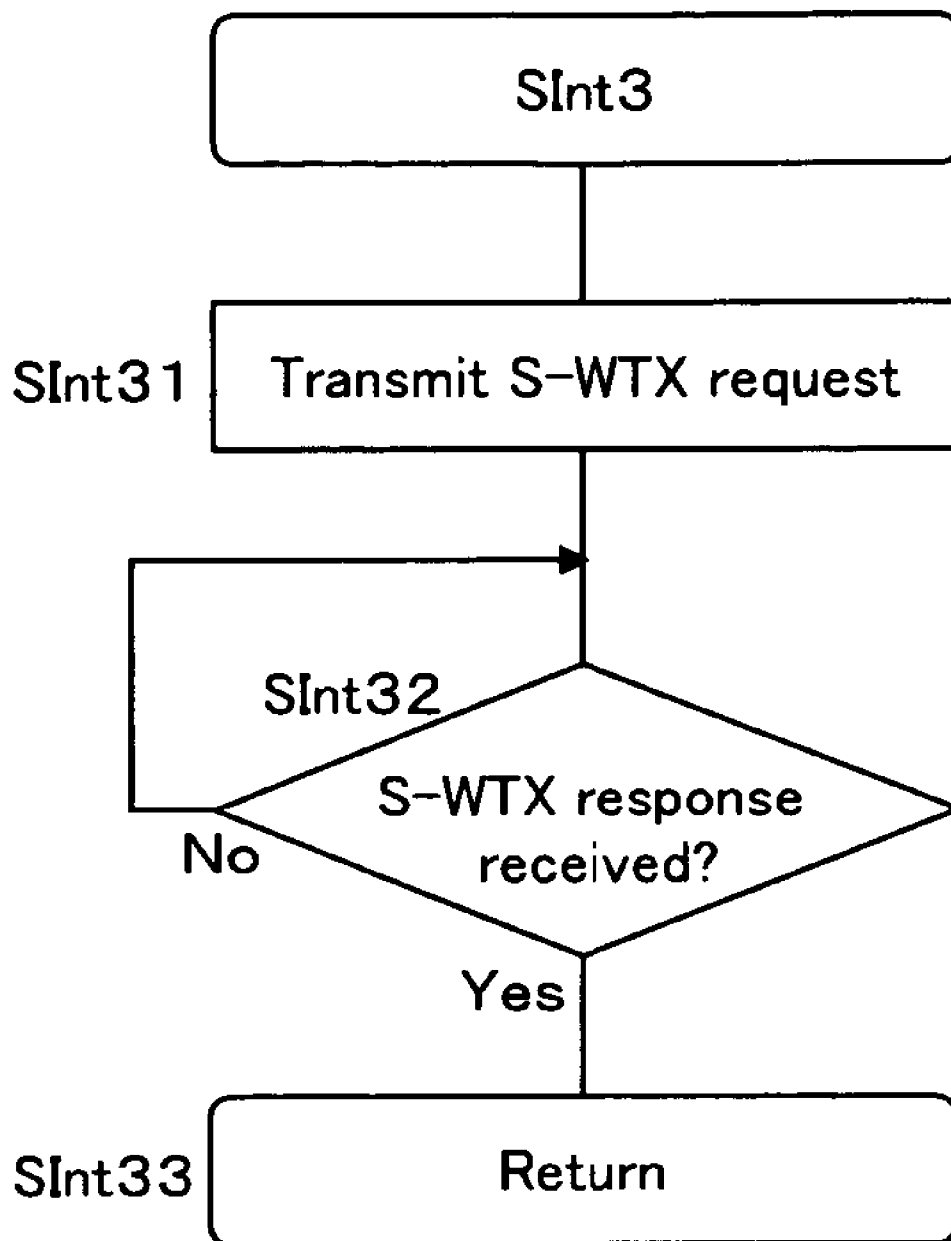 SInt3
SInt31
Transmit S-WTX request
SInt32
S-WTX response
received?
No
Yes
SInt33
Return